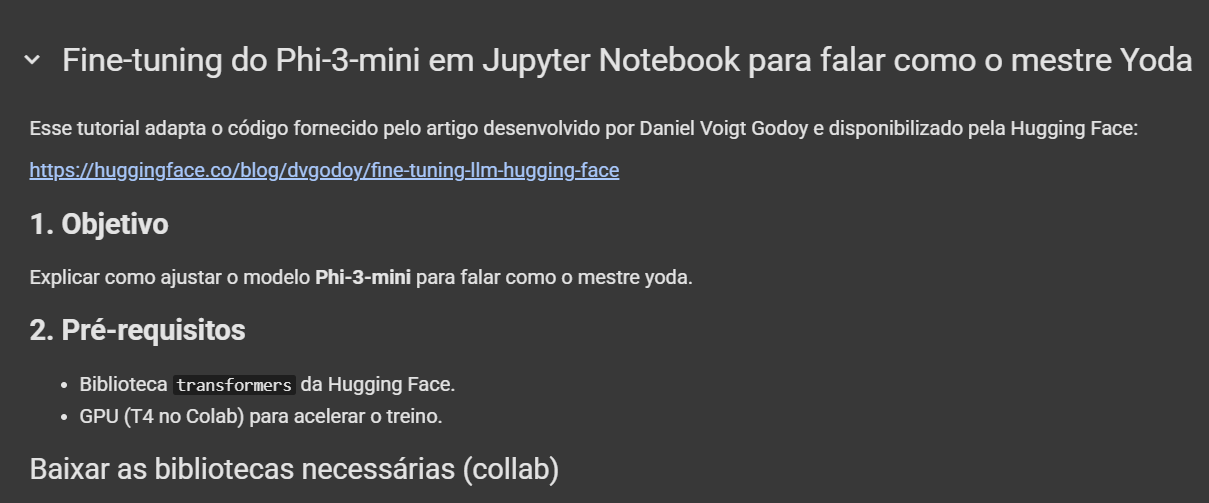 Fine-tuning do Phi-3-mini em Jupyter Notebook para falar como o mestre Yoda
Esse tutorial adapta o código fornecido pelo artigo desenvolvido por Daniel Voigt Godoy e disponibilizado pela Hugging Face:
https://huggingface.co/blog/dvgodoy/fine-tuning-llm-hugging-face
1. Objetivo
Explicar como ajustar o modelo Phi-3-mini para falar como o mestre yoda.
2. Pré-requisitos
• Biblioteca transformers da Hugging Face.
• GPU (T4 no Colab) para acelerar o treino.
Baixar as bibliotecas necessárias (collab)